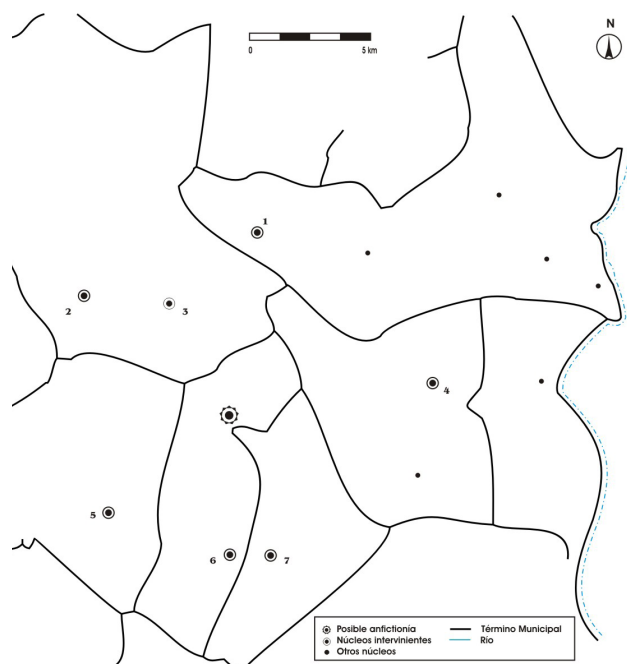 N
0 5 km
1
2
3
4
5
6
7
Posible anfictionía
Término Municipal
Núcleos intervinientes
Río
Otros núcleos